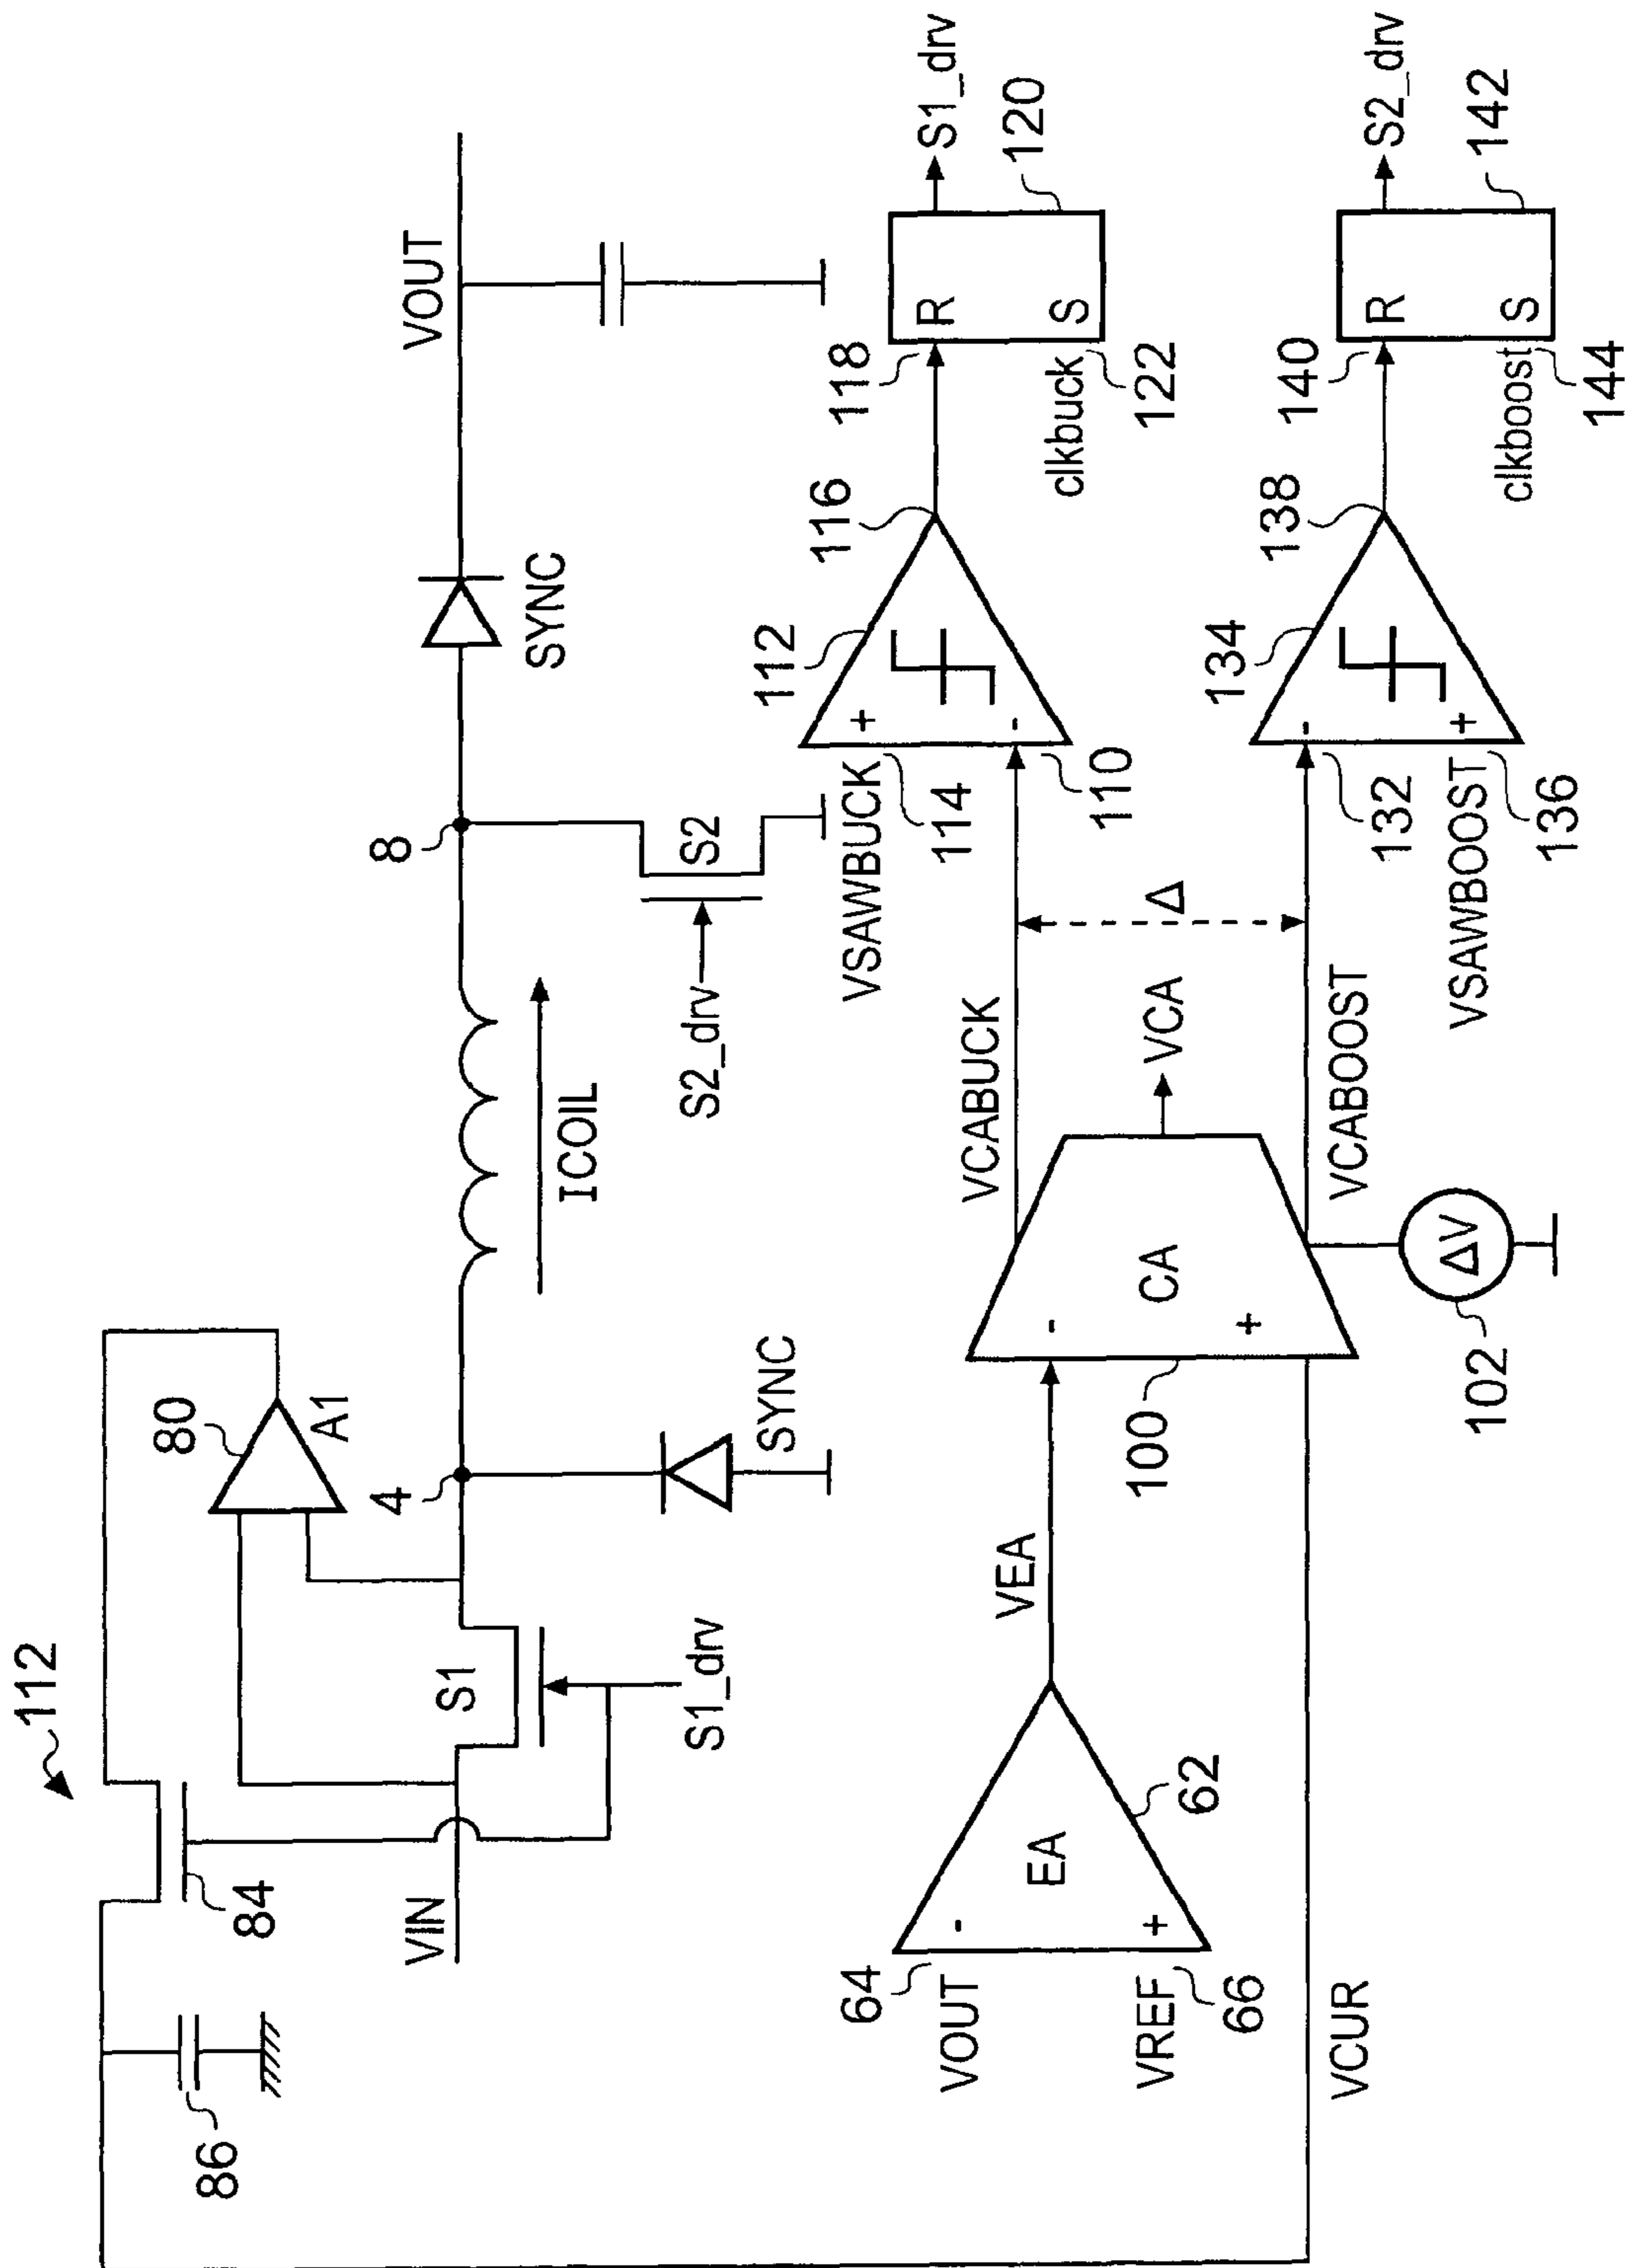 112
86
84
80
A1
VIN
S1
S1_drv
4
SYNC
ICOIL
8
S2_drv
S2
SYNC
VOUT
64
VOUT
-
EA
VREF
+
66
62
VEA
VCUR
-
CA
+
100
102
ΔV
VCA
VCABUCK
VCABOOST
Δ
VSAWBUCK
114
+
-
110
112
116
118
R
S
clkbuck
122
120
S1_drv
132
-
+
VSAWBOOST
136
134
138
140
R
S
clkboost
144
142
S2_drv